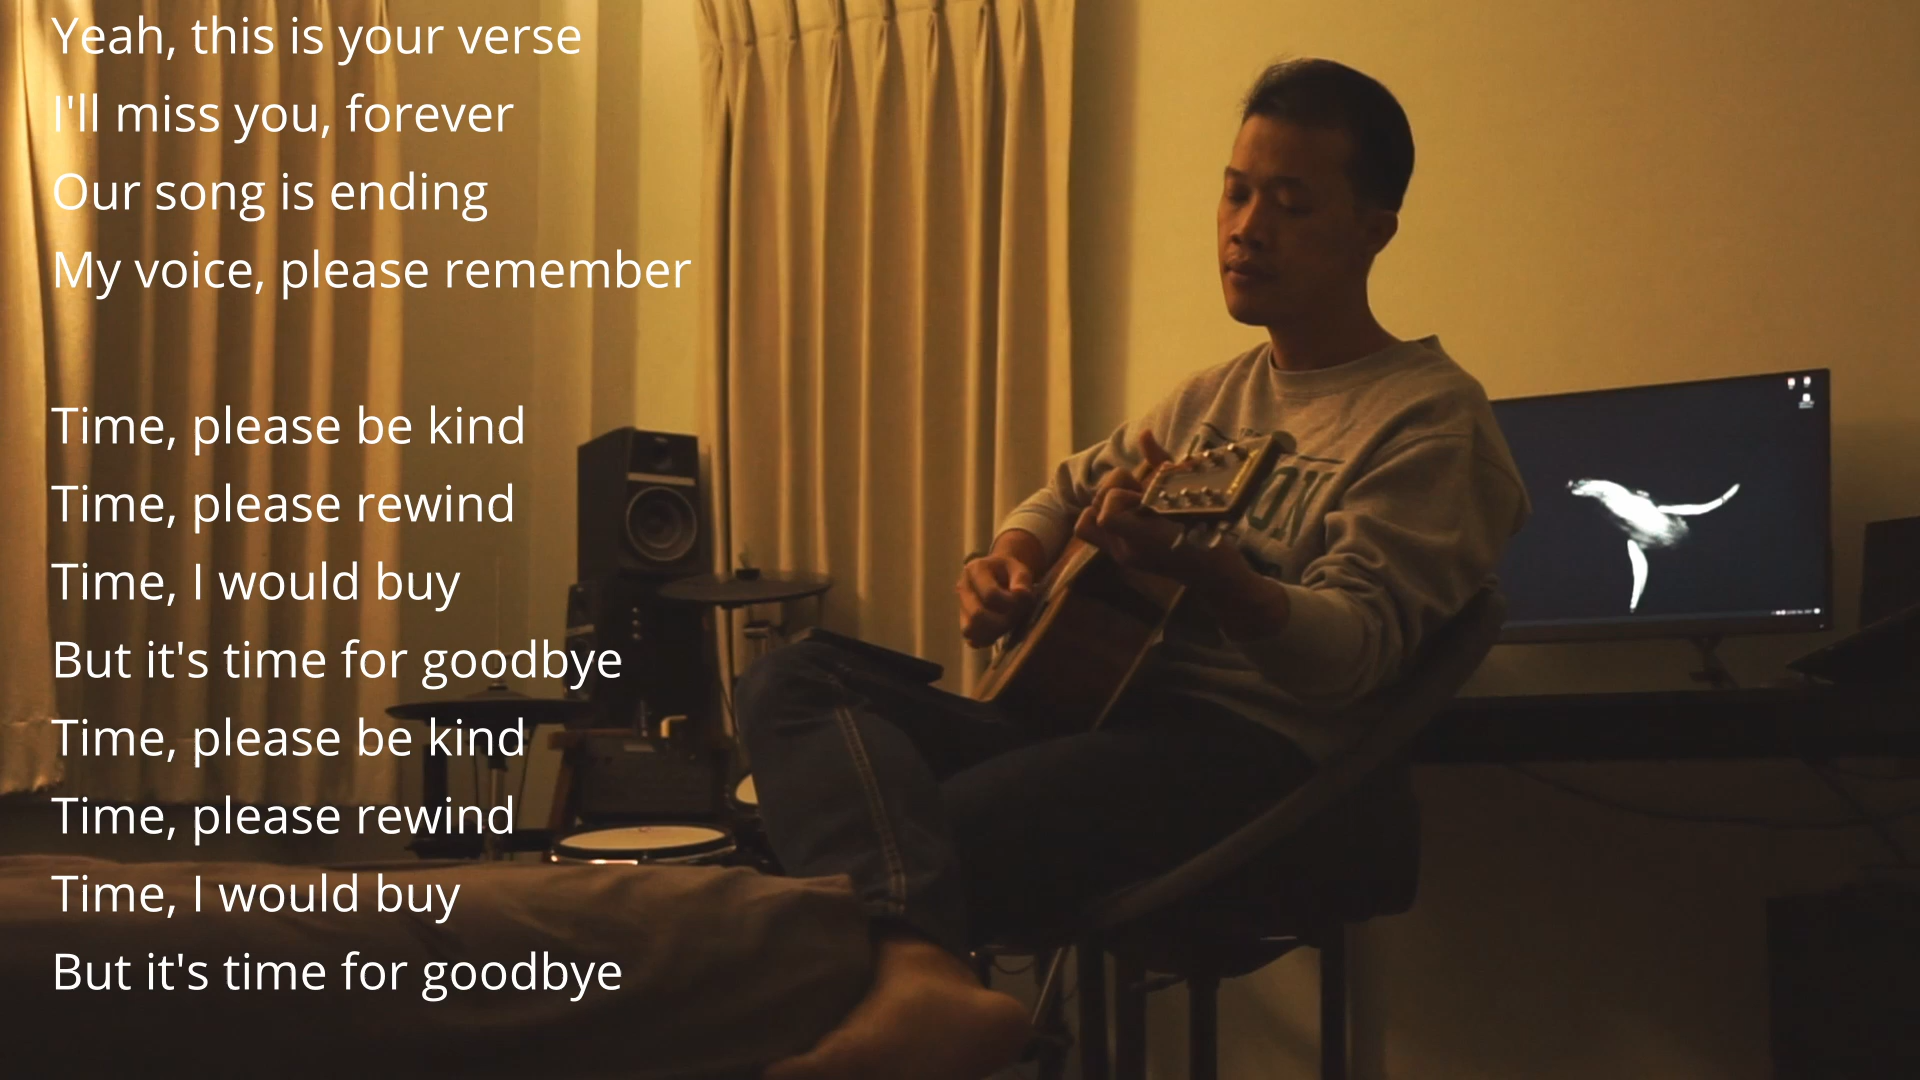 Yeah, this is your verse
I'll miss you, forever
Our song is ending
My voice, please remember
Time, please be kind
Time, please rewind
Time, I would buy
But it's time for goodbye
Time, please be kind
Time, please rewind
Time, I would buy
But it's time for goodbye